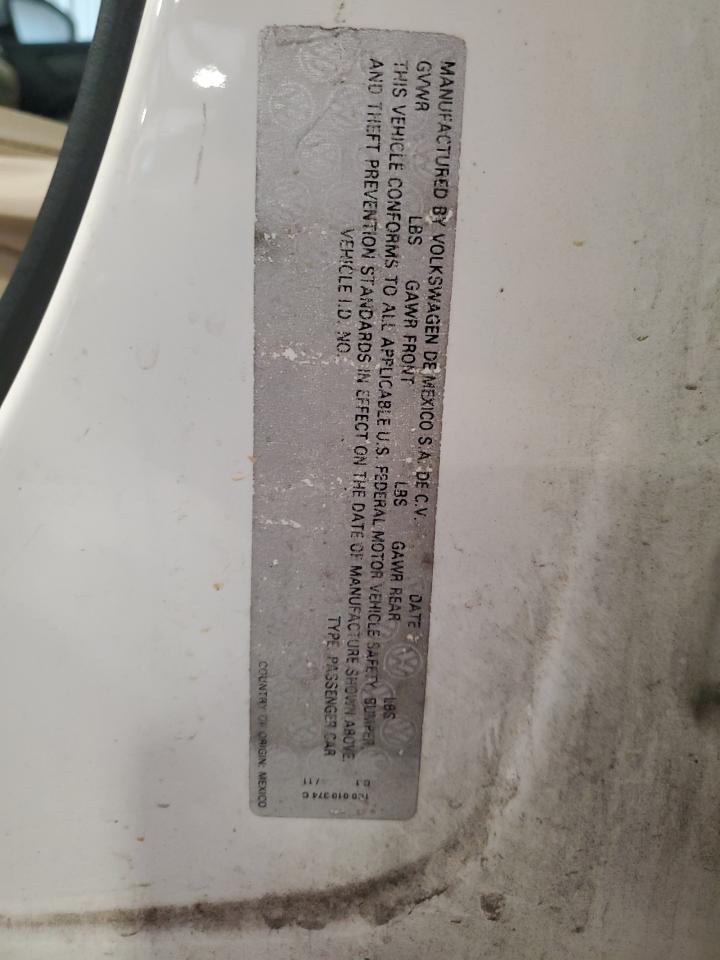 MANUFACTURED BY VOLKSWAGEN DE MEXICO S.A. DE C.V. DATE
GVWR LBS GAWR FRONT LBS GAWR REAR LBS
THIS VEHICLE CONFORMS TO ALL APPLICABLE U.S. FEDERAL MOTOR VEHICLE SAFETY, BUMPER,
AND THEFT PREVENTION STANDARDS IN EFFECT ON THE DATE OF MANUFACTURE SHOWN ABOVE.
VEHICLE I.D. NO. TYPE: PASSENGER CAR
COUNTRY OF ORIGIN: MEXICO
010 374